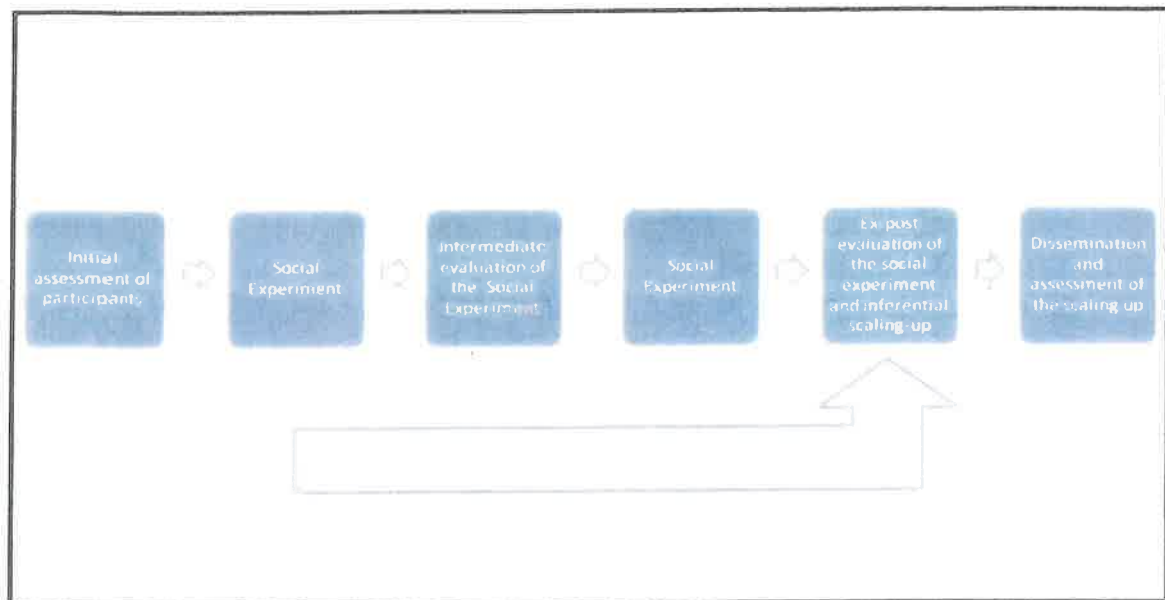 Initial
assessment of
participants
Social
Experiment
Intermediate
evaluation of
the Social
Experiment
Social
Experiment
Ex post
evaluation of
the social
experiment
and inferential
scaling-up
Dissemination
and
assessment of
the scaling up